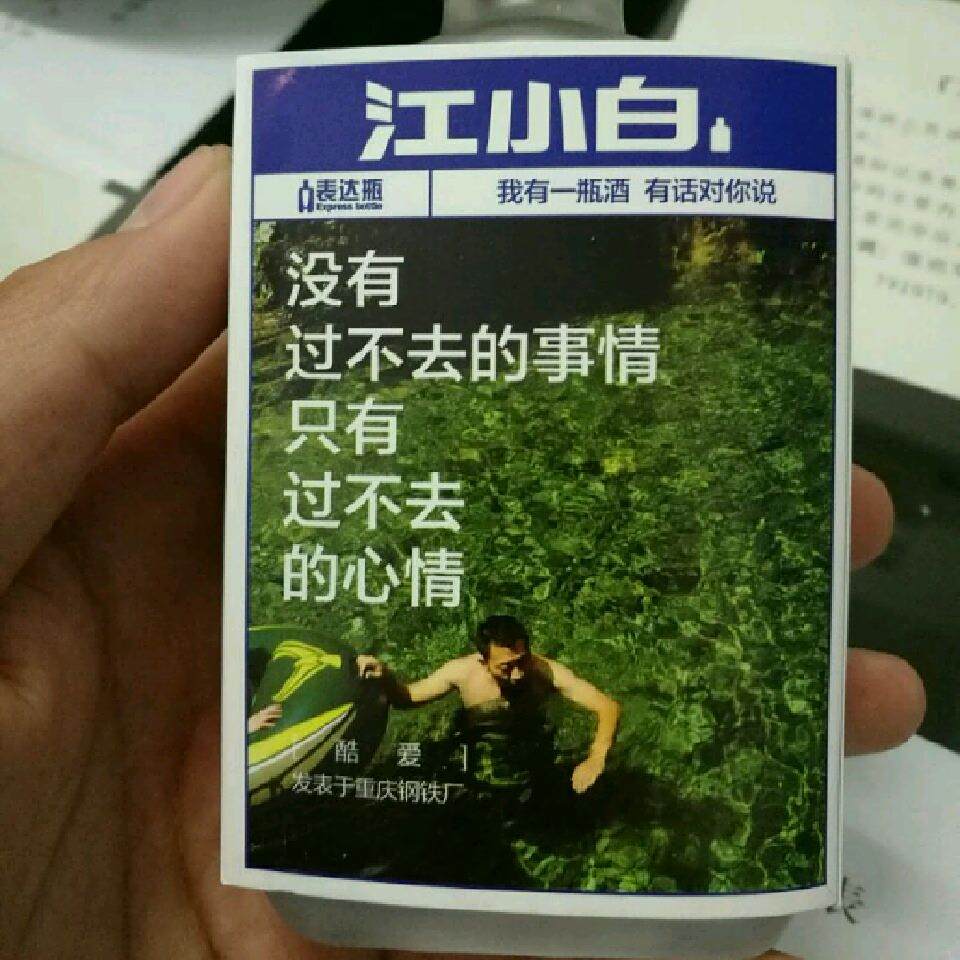 江小白
表达瓶
Express bottle
我有一瓶酒 有话对你说
没有
过不去的事情
只有
过不去
的心情
[ 酷 爱 ]
发表于重庆钢铁厂